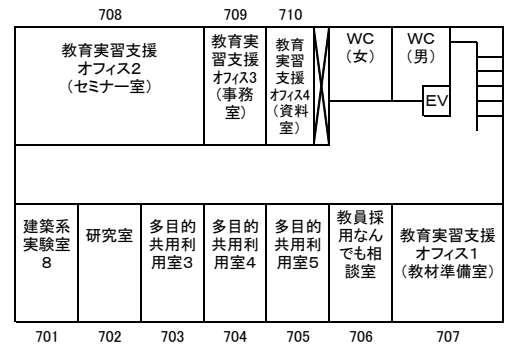 708
709
710
教育実習支援
オフィス2
（セミナー室）
教育実
習支援
オフィス3
（事務
室）
教育
実習
支援
オフィス4
（資料
室）
WC
（女）
WC
（男）
EV
建築系
実験室
8
研究室
多目的
共用利
用室3
多目的
共用利
用室4
多目的
共用利
用室5
教員採
用なん
でも相
談室
教育実習支援
オフィス1
（教材準備室）
701
702
703
704
705
706
707